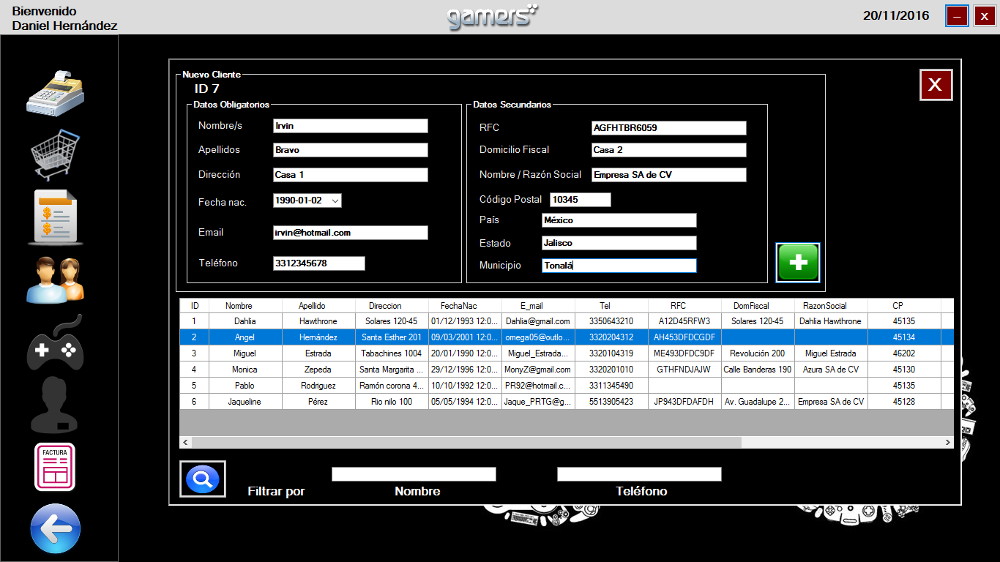 Bienvenido
Daniel Hernández
gamers
20/11/2016
–
X
X
Nuevo Cliente
ID 7
Datos Obligatorios
Nombre/s Irvin
Apellidos Bravo
Dirección Casa 1
Fecha nac. 1990-01-02
Email irvin@hotmail.com
Teléfono 3312345678
Datos Secundarios
RFC AGFHTBR6059
Domicilio Fiscal Casa 2
Nombre / Razón Social Empresa SA de CV
Código Postal 10345
País México
Estado Jalisco
Municipio Tonalá
ID Nombre Apellido Direccion FechaNac E_mail Tel RFC DomFiscal RazonSocial CP
1 Dahlia Hawthrone Solares 120-45 01/12/1993 12:0... Dahlia@gmail.com 3350643210 A12D45RFW3 Solares 120-45 Dahlia Hawthrone 45135
2 Angel Hernández Santa Esther 201 09/03/2001 12:0... omega05@outlo... 3320204312 AH453DFDCGDF 45134
3 Miguel Estrada Tabachines 1004 20/01/1990 12:0... Miguel_Estrada... 3320104319 ME493DFDC9DF Revolución 200 Miguel Estrada 46202
4 Monica Zepeda Santa Margarita ... 29/12/1996 12:0... MonyZ@gmail.com 3320201010 GTHFNDJAJW Calle Banderas 190 Azura SA de CV 45130
5 Pablo Rodriguez Ramón corona 4... 10/10/1992 12:0... PR92@hotmail.c... 3311345490 45135
6 Jaqueline Pérez Rio nilo 100 05/05/1994 12:0... Jaque_PRTG@g... 5513905423 JP943DFDAFDH Av. Guadalupe 2... Empresa SA de CV 45128
FACTURA
Filtrar por Nombre Teléfono